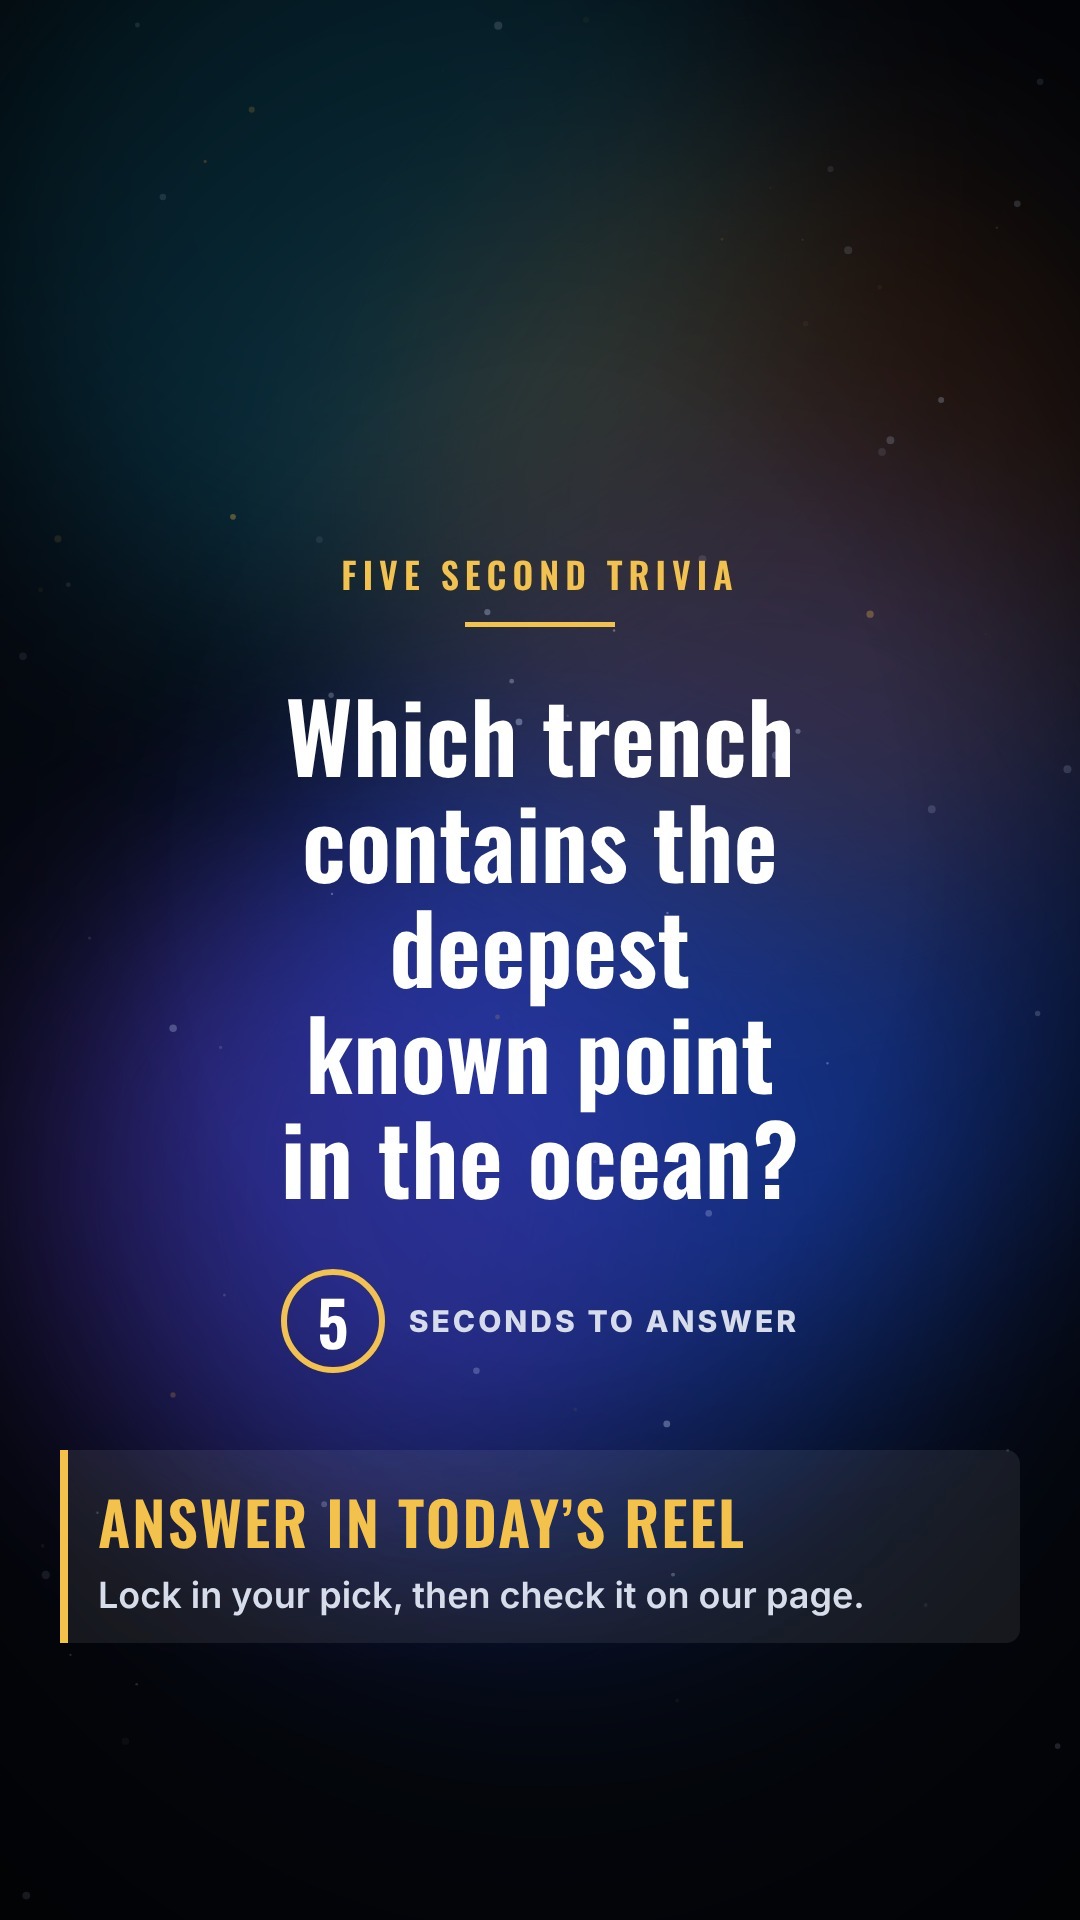 FIVE SECOND TRIVIA
Which trench
contains the
deepest
known point
in the ocean?
5 SECONDS TO ANSWER
ANSWER IN TODAY’S REEL
Lock in your pick, then check it on our page.